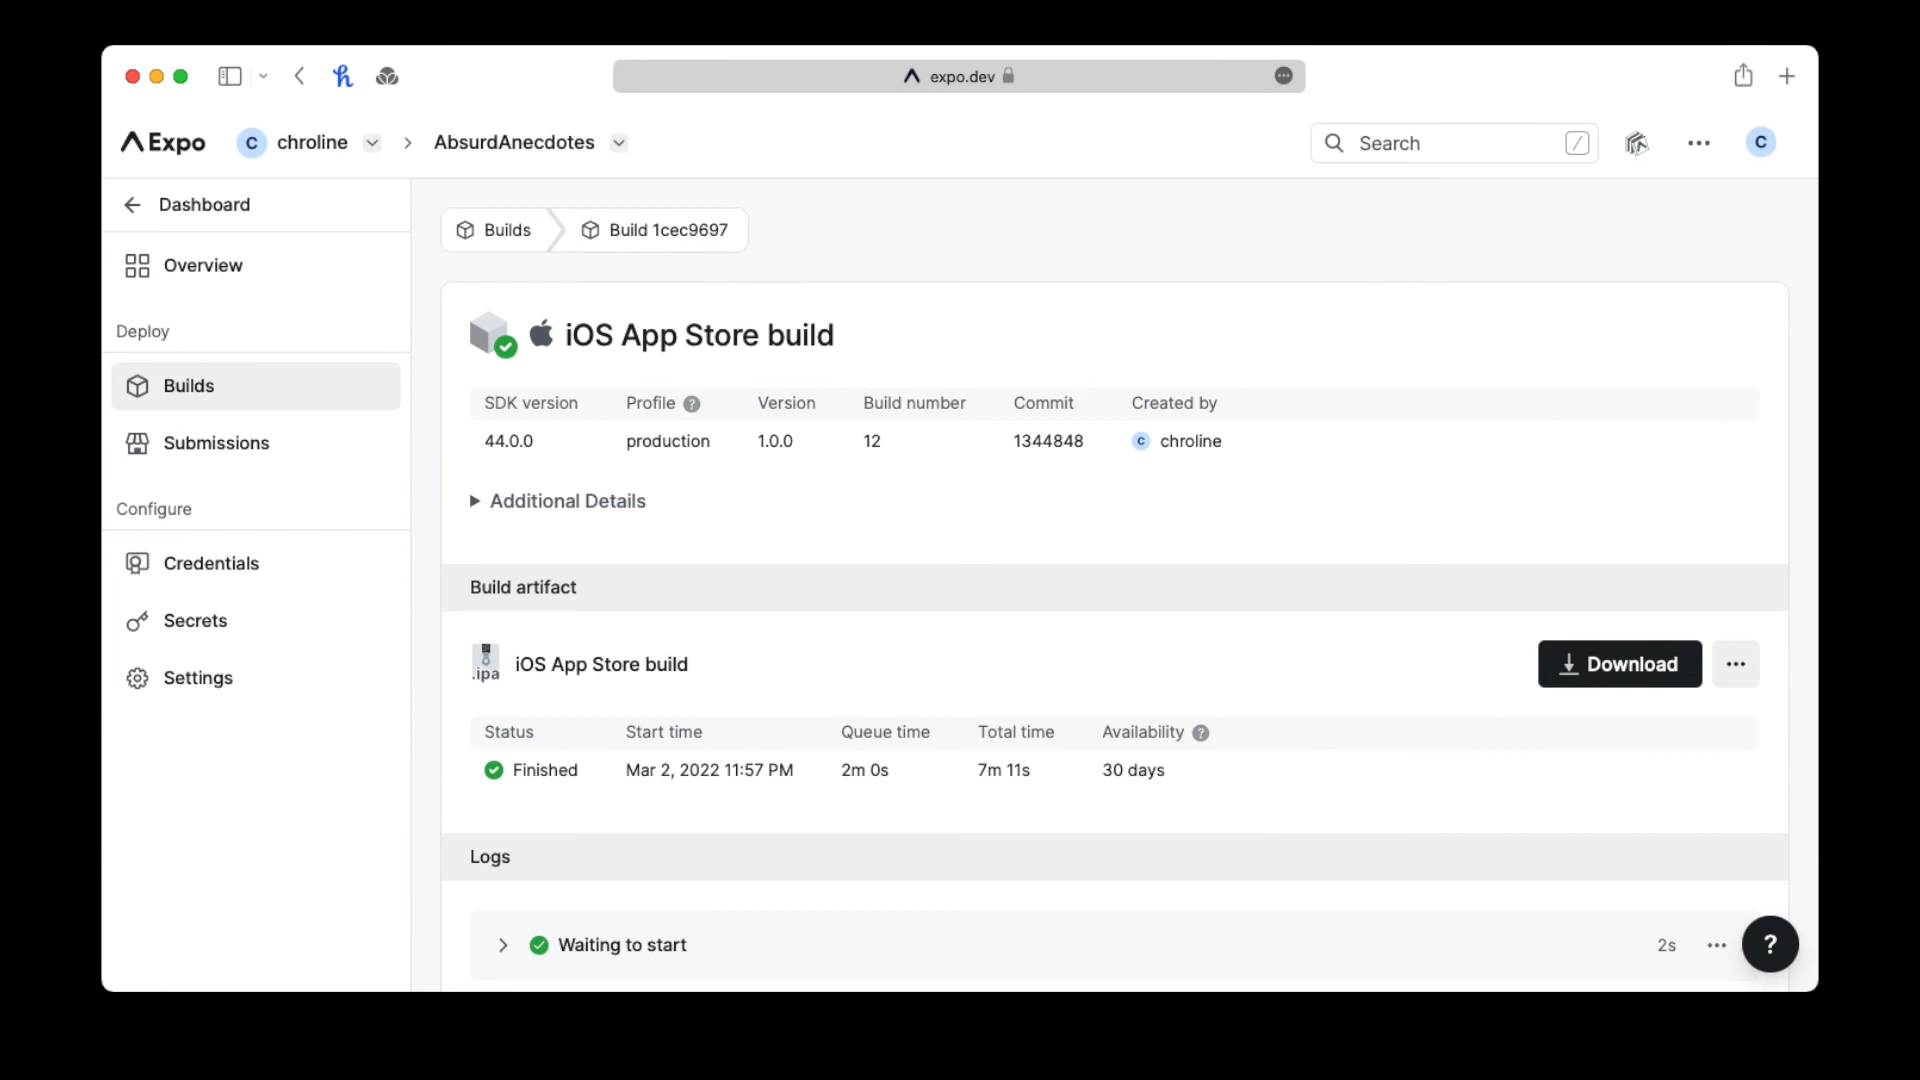 expo.dev
Expo
C chroline
AbsurdAnecdotes
Search /
C
Dashboard
Overview
Deploy
Builds
Submissions
Configure
Credentials
Secrets
Settings
Builds
Build 1cec9697
iOS App Store build
SDK version Profile ? Version Build number Commit Created by
44.0.0 production 1.0.0 12 1344848 C chroline
Additional Details
Build artifact
.ipa
iOS App Store build
Download
Status Start time Queue time Total time Availability ?
Finished Mar 2, 2022 11:57 PM 2m 0s 7m 11s 30 days
Logs
Waiting to start 2s
?